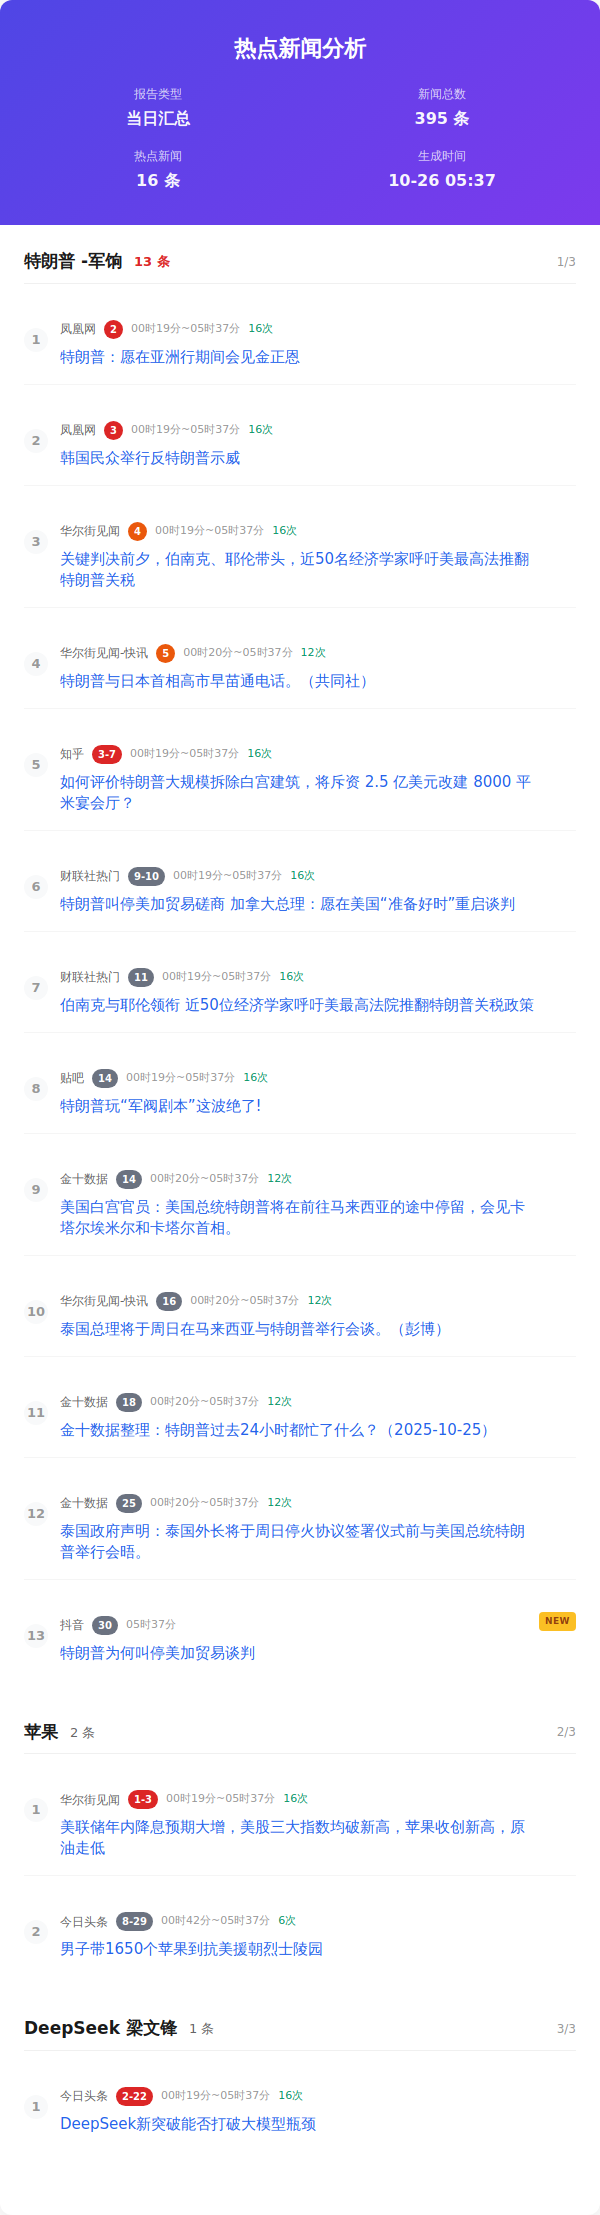 热点新闻分析
报告类型
新闻总数
当日汇总
395 条
热点新闻
生成时间
16 条
10-26 05:37
特朗普 -军饷 13 条 1/3
1
凤凰网 2 00时19分~05时37分 16次
特朗普：愿在亚洲行期间会见金正恩
2
凤凰网 3 00时19分~05时37分 16次
韩国民众举行反特朗普示威
3
华尔街见闻 4 00时19分~05时37分 16次
关键判决前夕，伯南克、耶伦带头，近50名经济学家呼吁美最高法推翻
特朗普关税
4
华尔街见闻-快讯 5 00时20分~05时37分 12次
特朗普与日本首相高市早苗通电话。（共同社）
5
知乎 3-7 00时19分~05时37分 16次
如何评价特朗普大规模拆除白宫建筑，将斥资 2.5 亿美元改建 8000 平
米宴会厅？
6
财联社热门 9-10 00时19分~05时37分 16次
特朗普叫停美加贸易磋商 加拿大总理：愿在美国“准备好时”重启谈判
7
财联社热门 11 00时19分~05时37分 16次
伯南克与耶伦领衔 近50位经济学家呼吁美最高法院推翻特朗普关税政策
8
贴吧 14 00时19分~05时37分 16次
特朗普玩“军阀剧本”这波绝了!
9
金十数据 14 00时20分~05时37分 12次
美国白宫官员：美国总统特朗普将在前往马来西亚的途中停留，会见卡
塔尔埃米尔和卡塔尔首相。
10
华尔街见闻-快讯 16 00时20分~05时37分 12次
泰国总理将于周日在马来西亚与特朗普举行会谈。（彭博）
11
金十数据 18 00时20分~05时37分 12次
金十数据整理：特朗普过去24小时都忙了什么？（2025-10-25）
12
金十数据 25 00时20分~05时37分 12次
泰国政府声明：泰国外长将于周日停火协议签署仪式前与美国总统特朗
普举行会晤。
13
抖音 30 05时37分 NEW
特朗普为何叫停美加贸易谈判
苹果 2 条 2/3
1
华尔街见闻 1-3 00时19分~05时37分 16次
美联储年内降息预期大增，美股三大指数均破新高，苹果收创新高，原
油走低
2
今日头条 8-29 00时42分~05时37分 6次
男子带1650个苹果到抗美援朝烈士陵园
DeepSeek 梁文锋 1 条 3/3
1
今日头条 2-22 00时19分~05时37分 16次
DeepSeek新突破能否打破大模型瓶颈